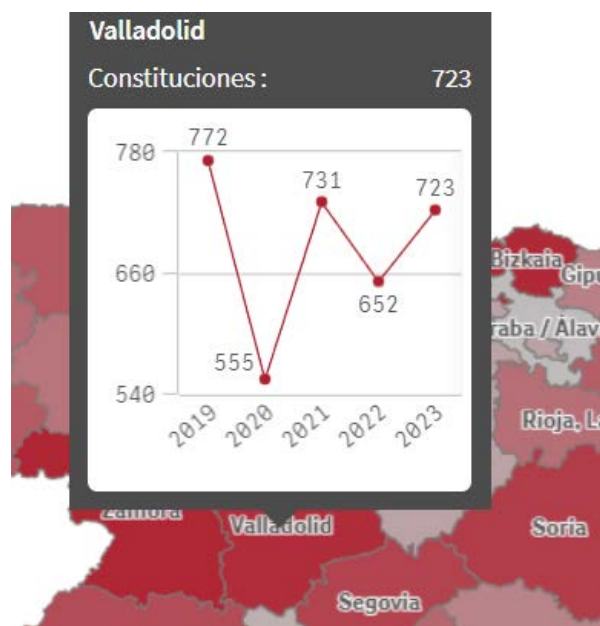 Valladolid
Constituciones : 723
772
780
731
723
660
652
555
540
2019 2020 2021 2022 2023
Bizkaia
Gipu
raba / Álav
Rioja, La
Zamora
Valladolid
Soria
Segovia